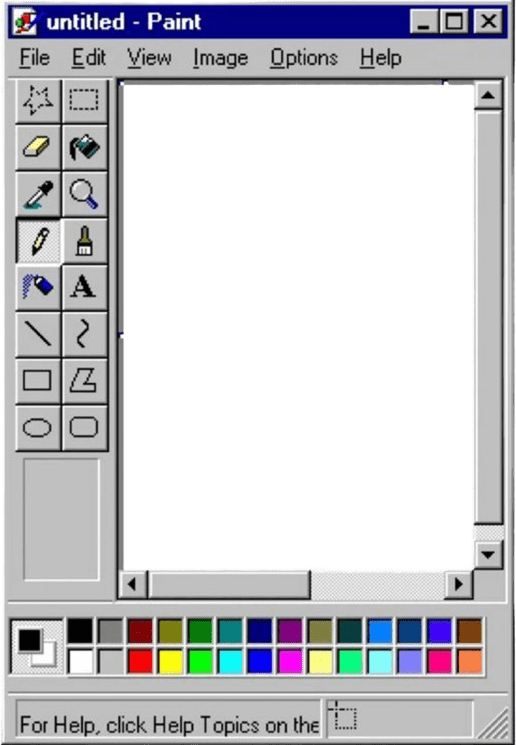 untitled - Paint
File Edit View Image Options Help
A
For Help, click Help Topics on the